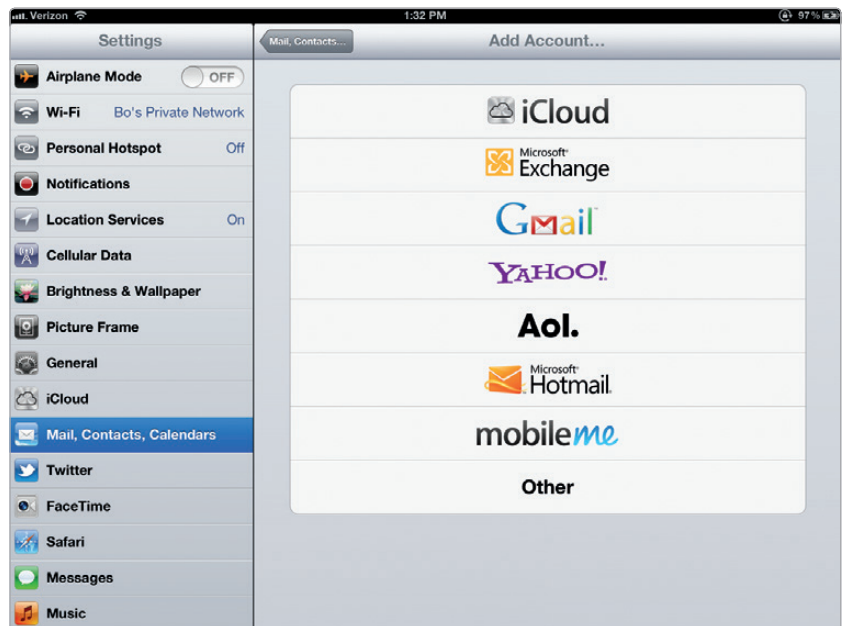 Verizon 1:32 PM 97%
Settings
Mail, Contacts... Add Account...
Airplane Mode OFF
Wi-Fi Bo's Private Network
Personal Hotspot Off
Notifications
Location Services On
Cellular Data
Brightness & Wallpaper
Picture Frame
General
iCloud
Mail, Contacts, Calendars
Twitter
FaceTime
Safari
Messages
Music
iCloud
Microsoft
Exchange
Gmail
YAHOO!
Aol.
Microsoft
Hotmail
mobileme
Other